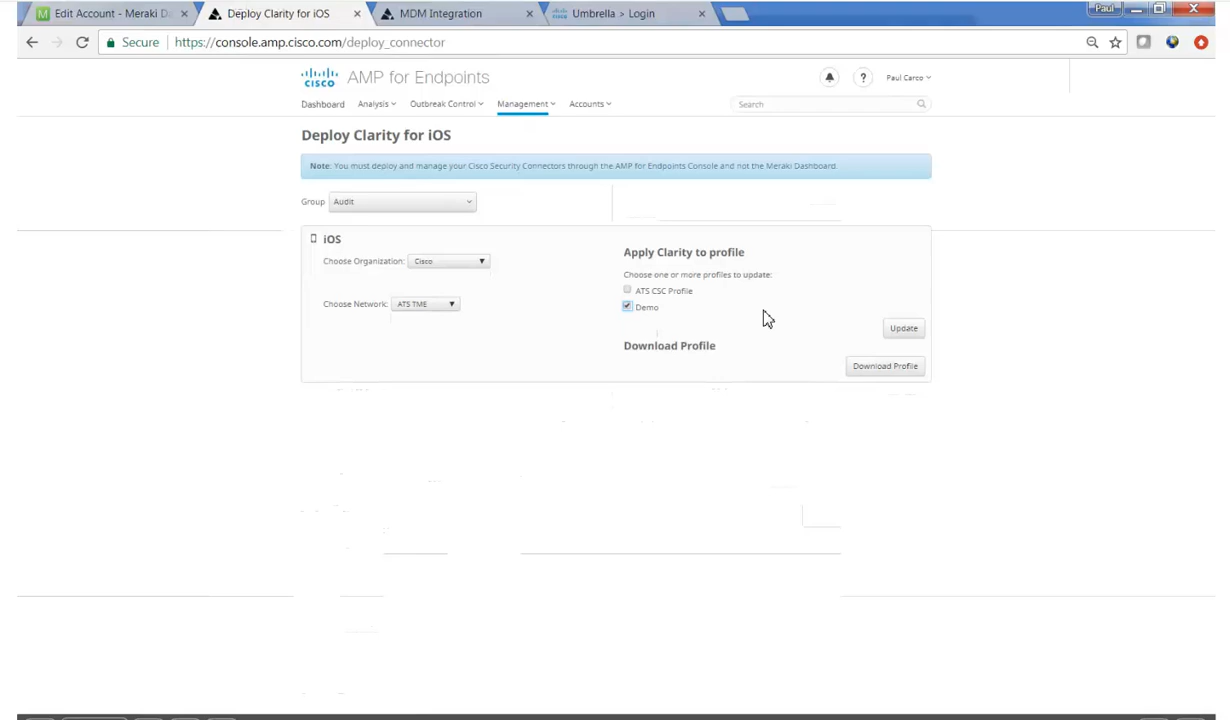 Edit Account - Meraki Da
Deploy Clarity for iOS
MDM Integration
Umbrella > Login
Paul
Secure
https://console.amp.cisco.com/deploy_connector
cisco
AMP for Endpoints
?
Paul Carco
Dashboard
Analysis
Outbreak Control
Management
Accounts
Search
Deploy Clarity for iOS
Note: You must deploy and manage your Cisco Security Connectors through the AMP for Endpoints Console and not the Meraki Dashboard.
Group
Audit
iOS
Choose Organization:
Cisco
Choose Network:
ATS TME
Apply Clarity to profile
Choose one or more profiles to update:
ATS CSC Profile
Demo
Update
Download Profile
Download Profile